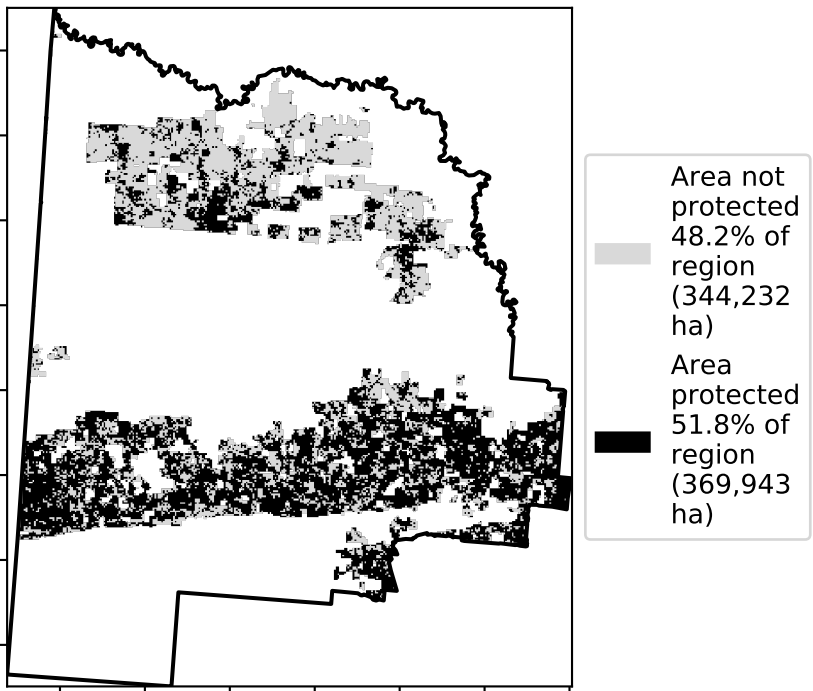 Area not
protected
48.2% of
region
(344,232
ha)
Area
protected
51.8% of
region
(369,943
ha)